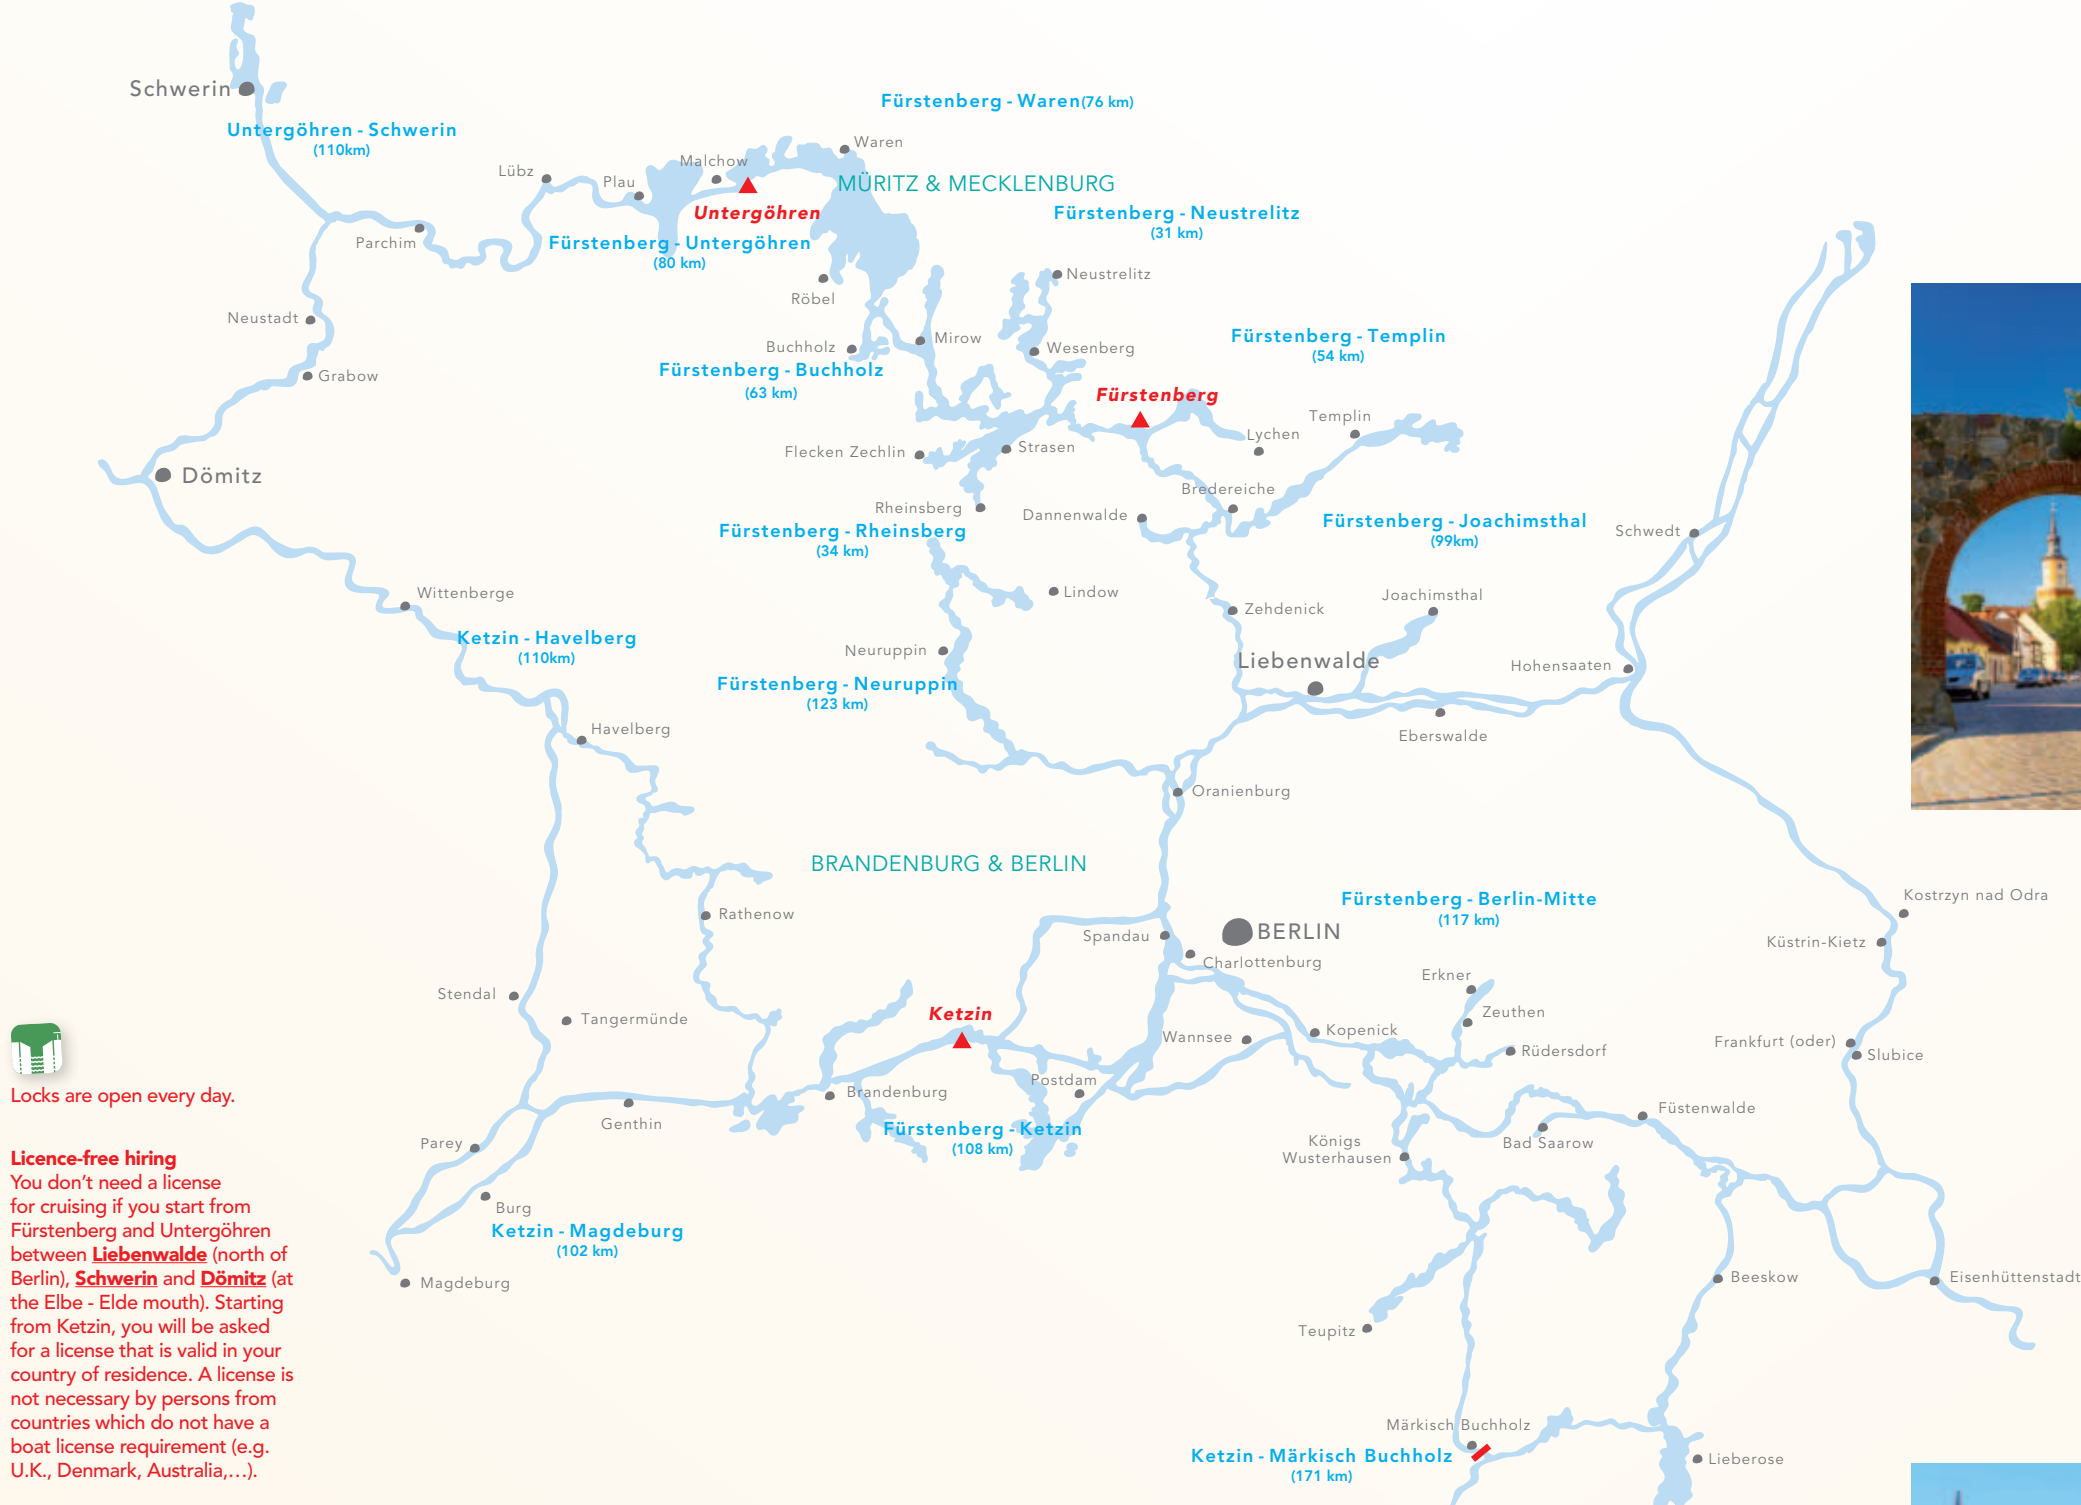 Schwerin
Untergöhren - Schwerin
(110km)
Fürstenberg - Waren(76 km)
Waren
Malchow
Lübz
Plau
MÜRITZ & MECKLENBURG
Untergöhren
Fürstenberg - Neustrelitz
(31 km)
Parchim
Fürstenberg - Untergöhren
(80 km)
Neustrelitz
Röbel
Neustadt
Mirow
Buchholz
Wesenberg
Fürstenberg - Templin
(54 km)
Grabow
Fürstenberg - Buchholz
(63 km)
Fürstenberg
Templin
Lychen
Flecken Zechlin
Strasen
Dömitz
Bredereiche
Rheinsberg
Dannenwalde
Fürstenberg - Rheinsberg
(34 km)
Fürstenberg - Joachimsthal
(99km)
Schwedt
Wittenberge
Lindow
Joachimsthal
Zehdenick
Ketzin - Havelberg
(110km)
Neuruppin
Liebenwalde
Hohensaaten
Fürstenberg - Neuruppin
(123 km)
Havelberg
Eberswalde
Oranienburg
BRANDENBURG & BERLIN
Kostrzyn nad Odra
Fürstenberg - Berlin-Mitte
(117 km)
Rathenow
Spandau
BERLIN
Küstrin-Kietz
Charlottenburg
Erkner
Stendal
Tangermünde
Ketzin
Zeuthen
Wannsee
Kopenick
Rüdersdorf
Frankfurt (oder)
Slubice
Postdam
Brandenburg
Genthin
Füstenwalde
Fürstenberg - Ketzin
(108 km)
Parey
Königs
Wusterhausen
Bad Saarow
Burg
Ketzin - Magdeburg
(102 km)
Magdeburg
Beeskow
Eisenhüttenstadt
Teupitz
Märkisch Buchholz
Ketzin - Märkisch Buchholz
(171 km)
Lieberose
Locks are open every day.
Licence-free hiring
You don't need a license
for cruising if you start from
Fürstenberg and Untergöhren
between Liebenwalde (north of
Berlin), Schwerin and Dömitz (at
the Elbe - Elde mouth). Starting
from Ketzin, you will be asked
for a license that is valid in your
country of residence. A license is
not necessary by persons from
countries which do not have a
boat license requirement (e.g.
U.K., Denmark, Australia,…).